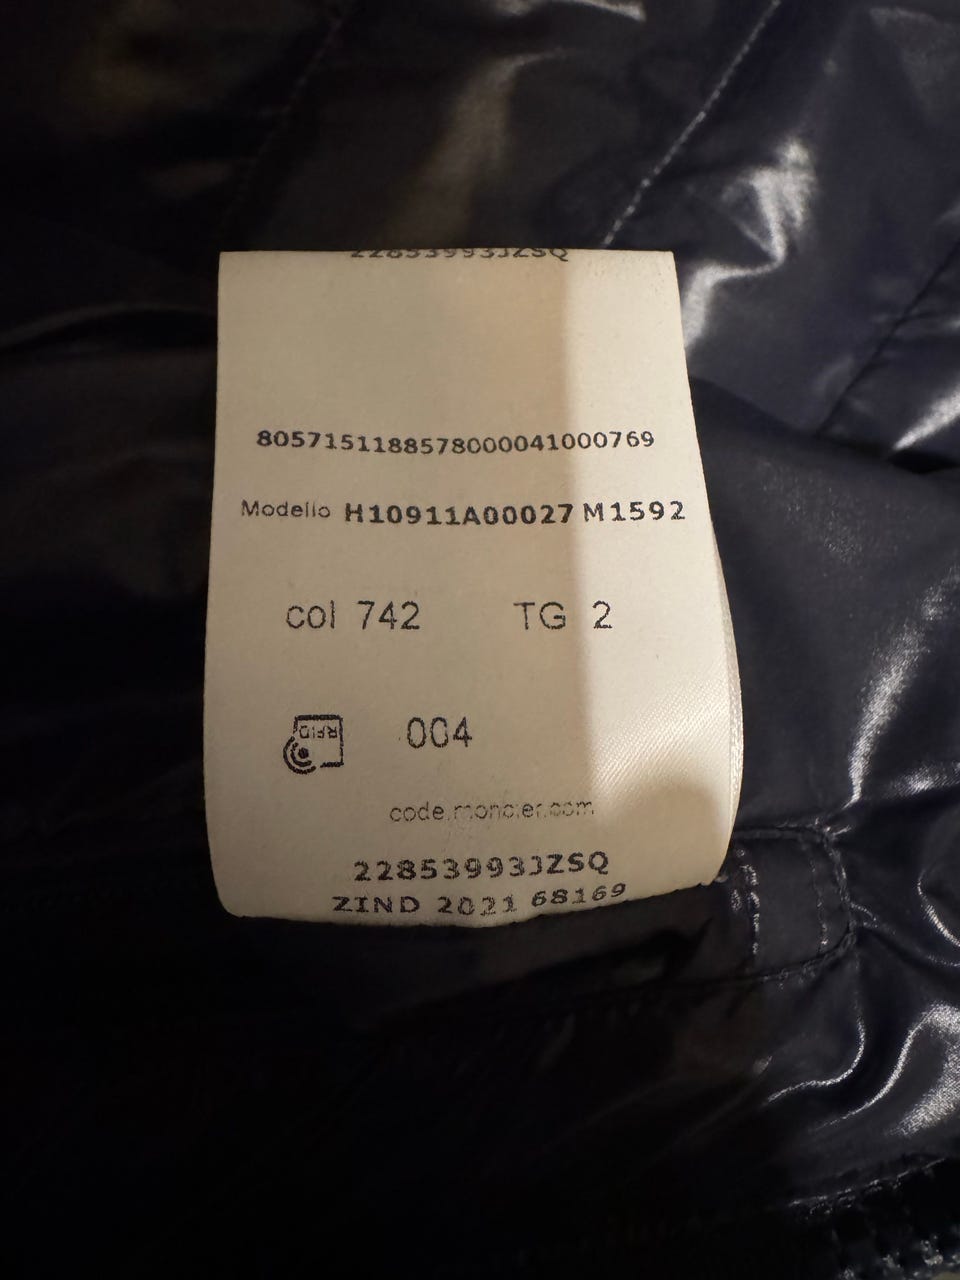 22853993JZSQ
8057151188578000041000769
Modello H10911A00027 M1592
col 742 TG 2
RFID 004
code.moncler.com
22853993JZSQ
ZIND 2021 68169